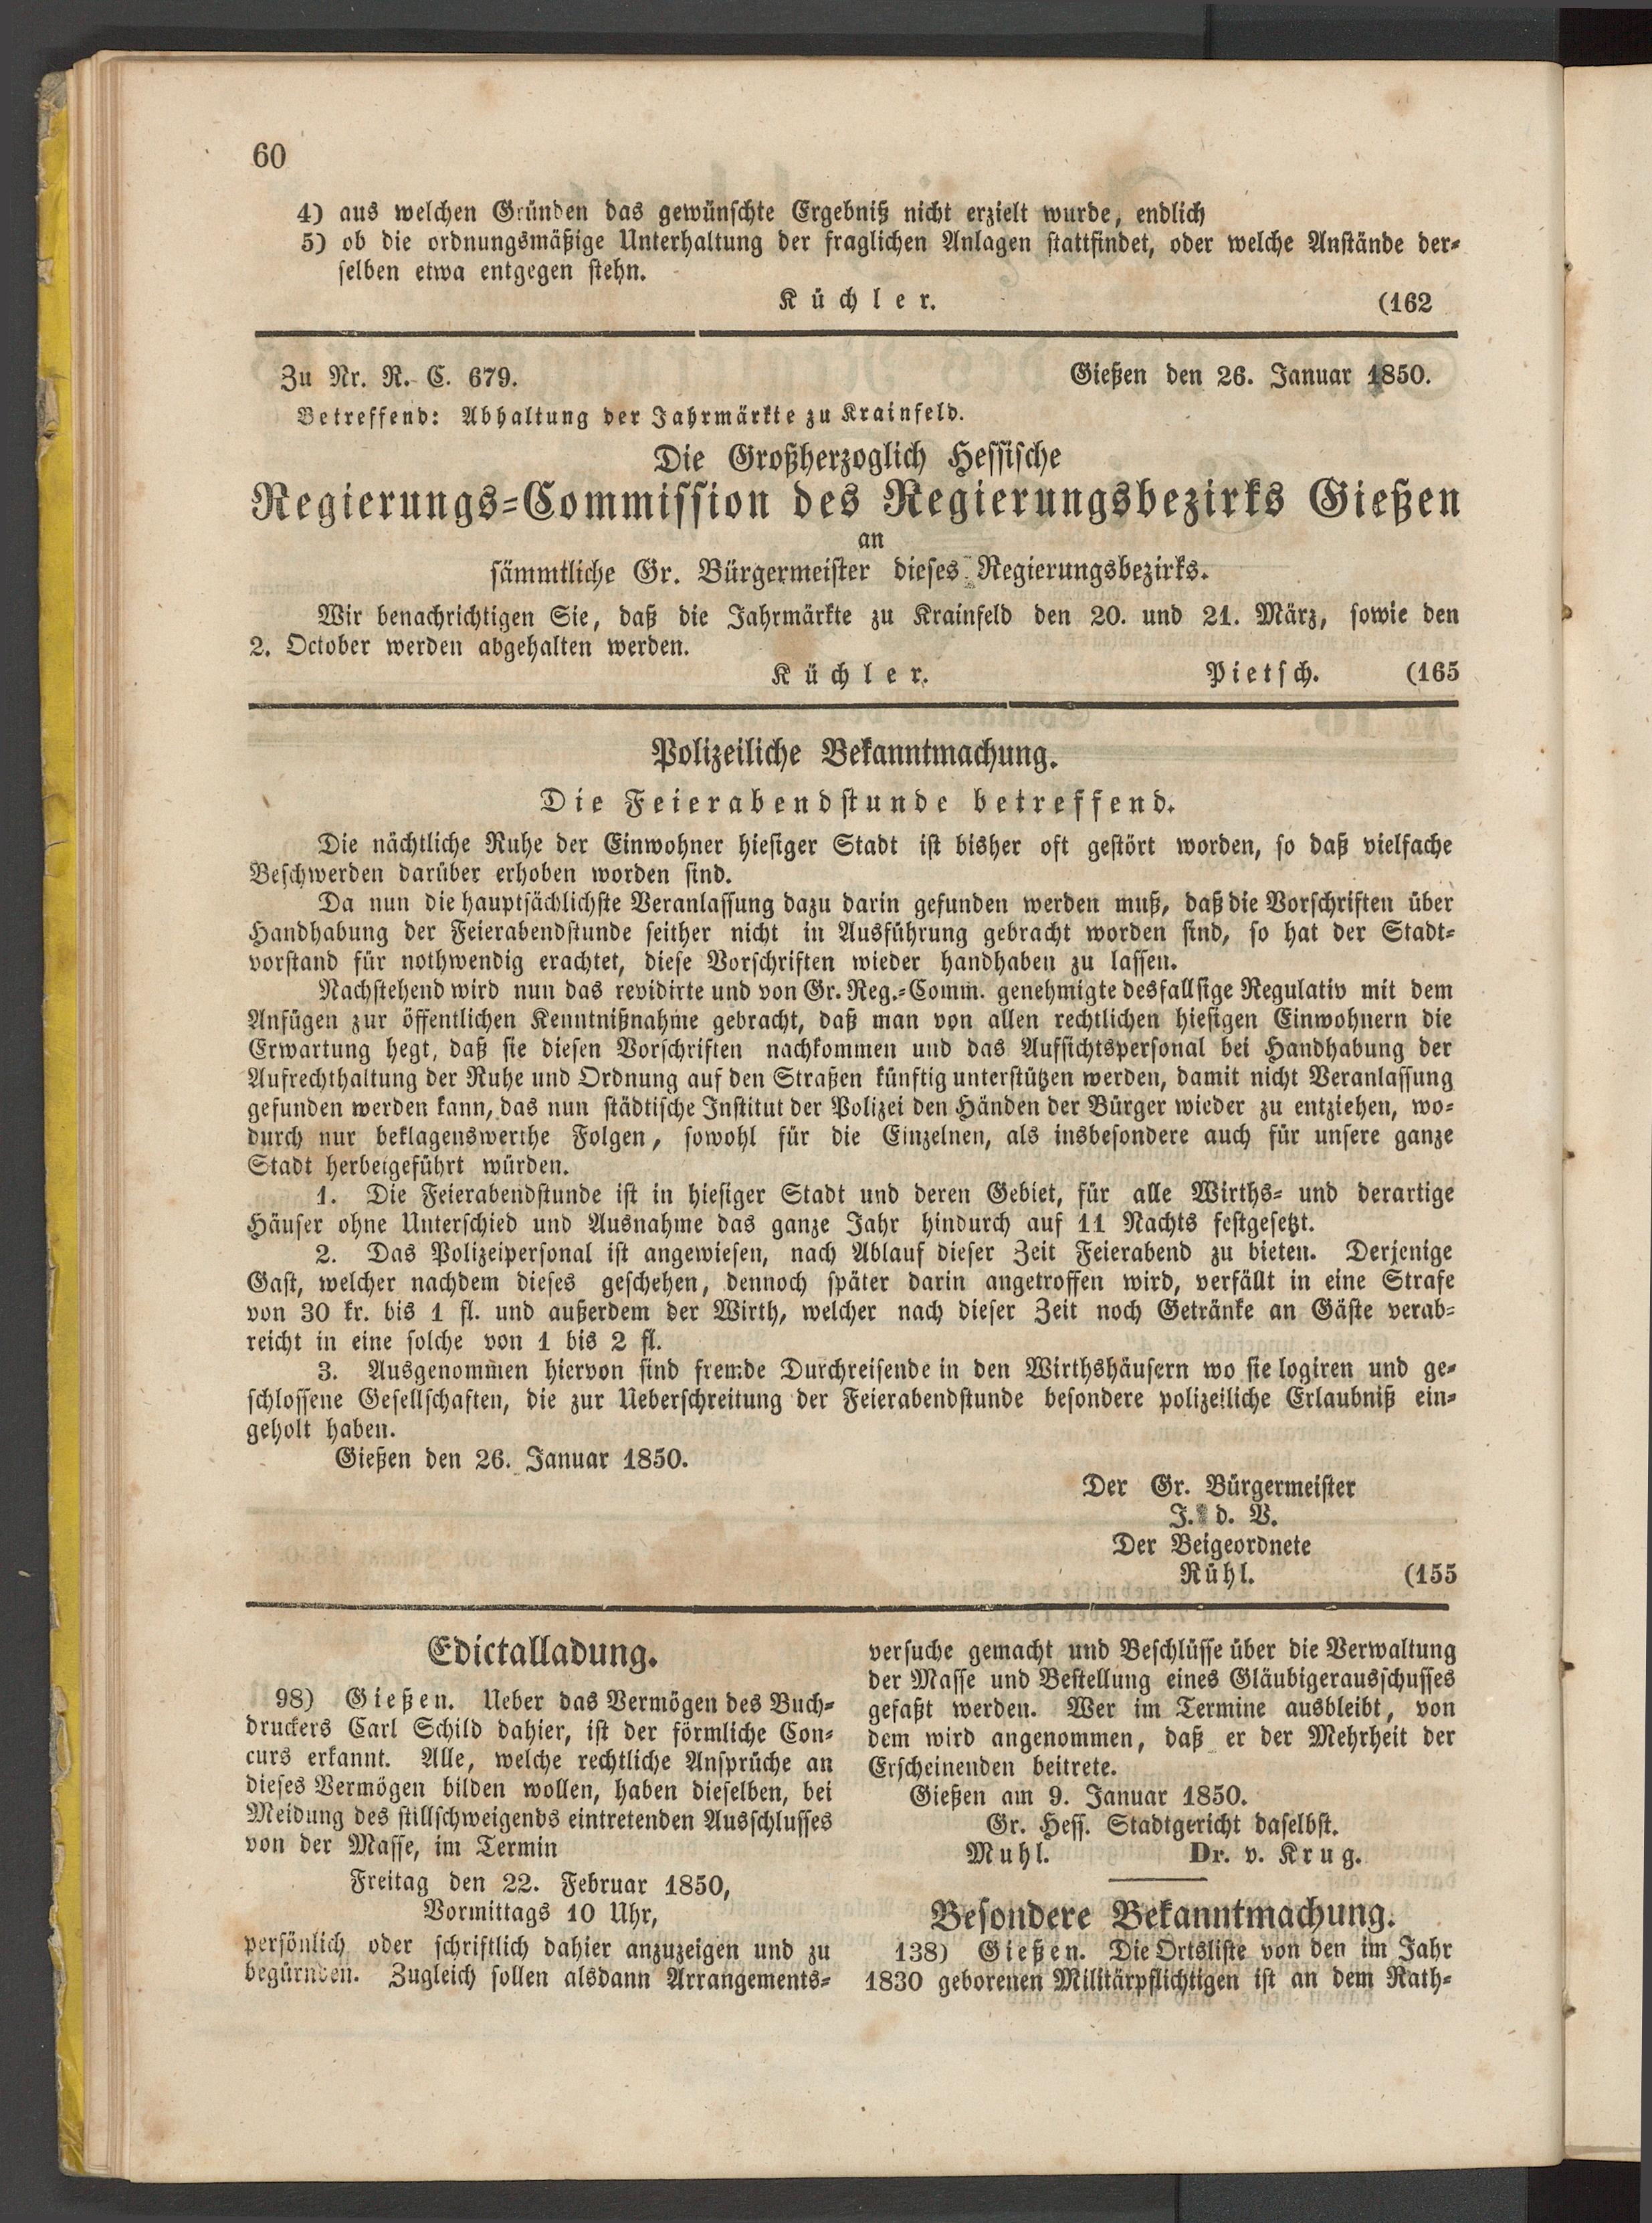 60
4) aus welchen Gründen das gewünschte Ergebniß nicht erzielt wurde, endlich
5) ob die ordnungsmäßige Unterhaltung der fraglichen Anlagen stattfindet, oder welche Anstände der-
selben etwa entgegen stehn.
Küchler. (162
Zu Nr. R. C. 679. Gießen den 26. Januar 1850.
Betreffend: Abhaltung der Jahrmärkte zu Krainfeld.
Die Großherzoglich Hessische
Regierungs-Commission des Regierungsbezirks Gießen
an
sämmtliche Gr. Bürgermeister dieses Regierungsbezirks.
Wir benachrichtigen Sie, daß die Jahrmärkte zu Krainfeld den 20. und 21. März, sowie den
2. October werden abgehalten werden.
Küchler. Pietsch. (165
Polizeiliche Bekanntmachung.
Die Feierabendstunde betreffend.
Die nächtliche Ruhe der Einwohner hiesiger Stadt ist bisher oft gestört worden, so daß vielfache
Beschwerden darüber erhoben worden sind.
Da nun die hauptsächlichste Veranlassung dazu darin gefunden werden muß, daß die Vorschriften über
Handhabung der Feierabendstunde seither nicht in Ausführung gebracht worden sind, so hat der Stadt-
vorstand für nothwendig erachtet, diese Vorschriften wieder handhaben zu lassen.
Nachstehend wird nun das revidirte und von Gr. Reg.-Comm. genehmigte desfallsige Regulativ mit dem
Anfügen zur öffentlichen Kenntnißnahme gebracht, daß man von allen rechtlichen hiesigen Einwohnern die
Erwartung hegt, daß sie diesen Vorschriften nachkommen und das Aufsichtspersonal bei Handhabung der
Aufrechthaltung der Ruhe und Ordnung auf den Straßen künftig unterstützen werden, damit nicht Veranlassung
gefunden werden kann, das nun städtische Institut der Polizei den Händen der Bürger wieder zu entziehen, wo-
durch nur beklagenswerthe Folgen, sowohl für die Einzelnen, als insbesondere auch für unsere ganze
Stadt herbeigeführt würden.
1. Die Feierabendstunde ist in hiesiger Stadt und deren Gebiet, für alle Wirths- und derartige
Häuser ohne Unterschied und Ausnahme das ganze Jahr hindurch auf 11 Nachts festgesetzt.
2. Das Polizeipersonal ist angewiesen, nach Ablauf dieser Zeit Feierabend zu bieten. Derjenige
Gast, welcher nachdem dieses geschehen, dennoch später darin angetroffen wird, verfällt in eine Strafe
von 30 kr. bis 1 fl. und außerdem der Wirth, welcher nach dieser Zeit noch Getränke an Gäste verab-
reicht in eine solche von 1 bis 2 fl.
3. Ausgenommen hiervon sind fremde Durchreisende in den Wirthshäusern wo sie logiren und ge-
schlossene Gesellschaften, die zur Ueberschreitung der Feierabendstunde besondere polizeiliche Erlaubniß ein-
geholt haben.
Gießen den 26. Januar 1850.
Der Gr. Bürgermeister
J. d. V.
Der Beigeordnete
Rühl. (155
Edictalladung.
98) Gießen. Ueber das Vermögen des Buch-
druckers Carl Schild dahier, ist der förmliche Con-
curs erkannt. Alle, welche rechtliche Ansprüche an
dieses Vermögen bilden wollen, haben dieselben, bei
Meidung des stillschweigends eintretenden Ausschlusses
von der Masse, im Termin
Freitag den 22. Februar 1850,
Vormittags 10 Uhr,
persönlich oder schriftlich dahier anzuzeigen und zu
begürnden. Zugleich sollen alsdann Arrangements-
versuche gemacht und Beschlüsse über die Verwaltung
der Masse und Bestellung eines Gläubigerausschusses
gefaßt werden. Wer im Termine ausbleibt, von
dem wird angenommen, daß er der Mehrheit der
Erscheinenden beitrete.
Gießen am 9. Januar 1850.
Gr. Hess. Stadtgericht daselbst.
Muhl. Dr. v. Krug.
Besondere Bekanntmachung.
138) Gießen. Die Ortsliste von den im Jahr
1830 geborenen Militärpflichtigen ist an dem Rath-